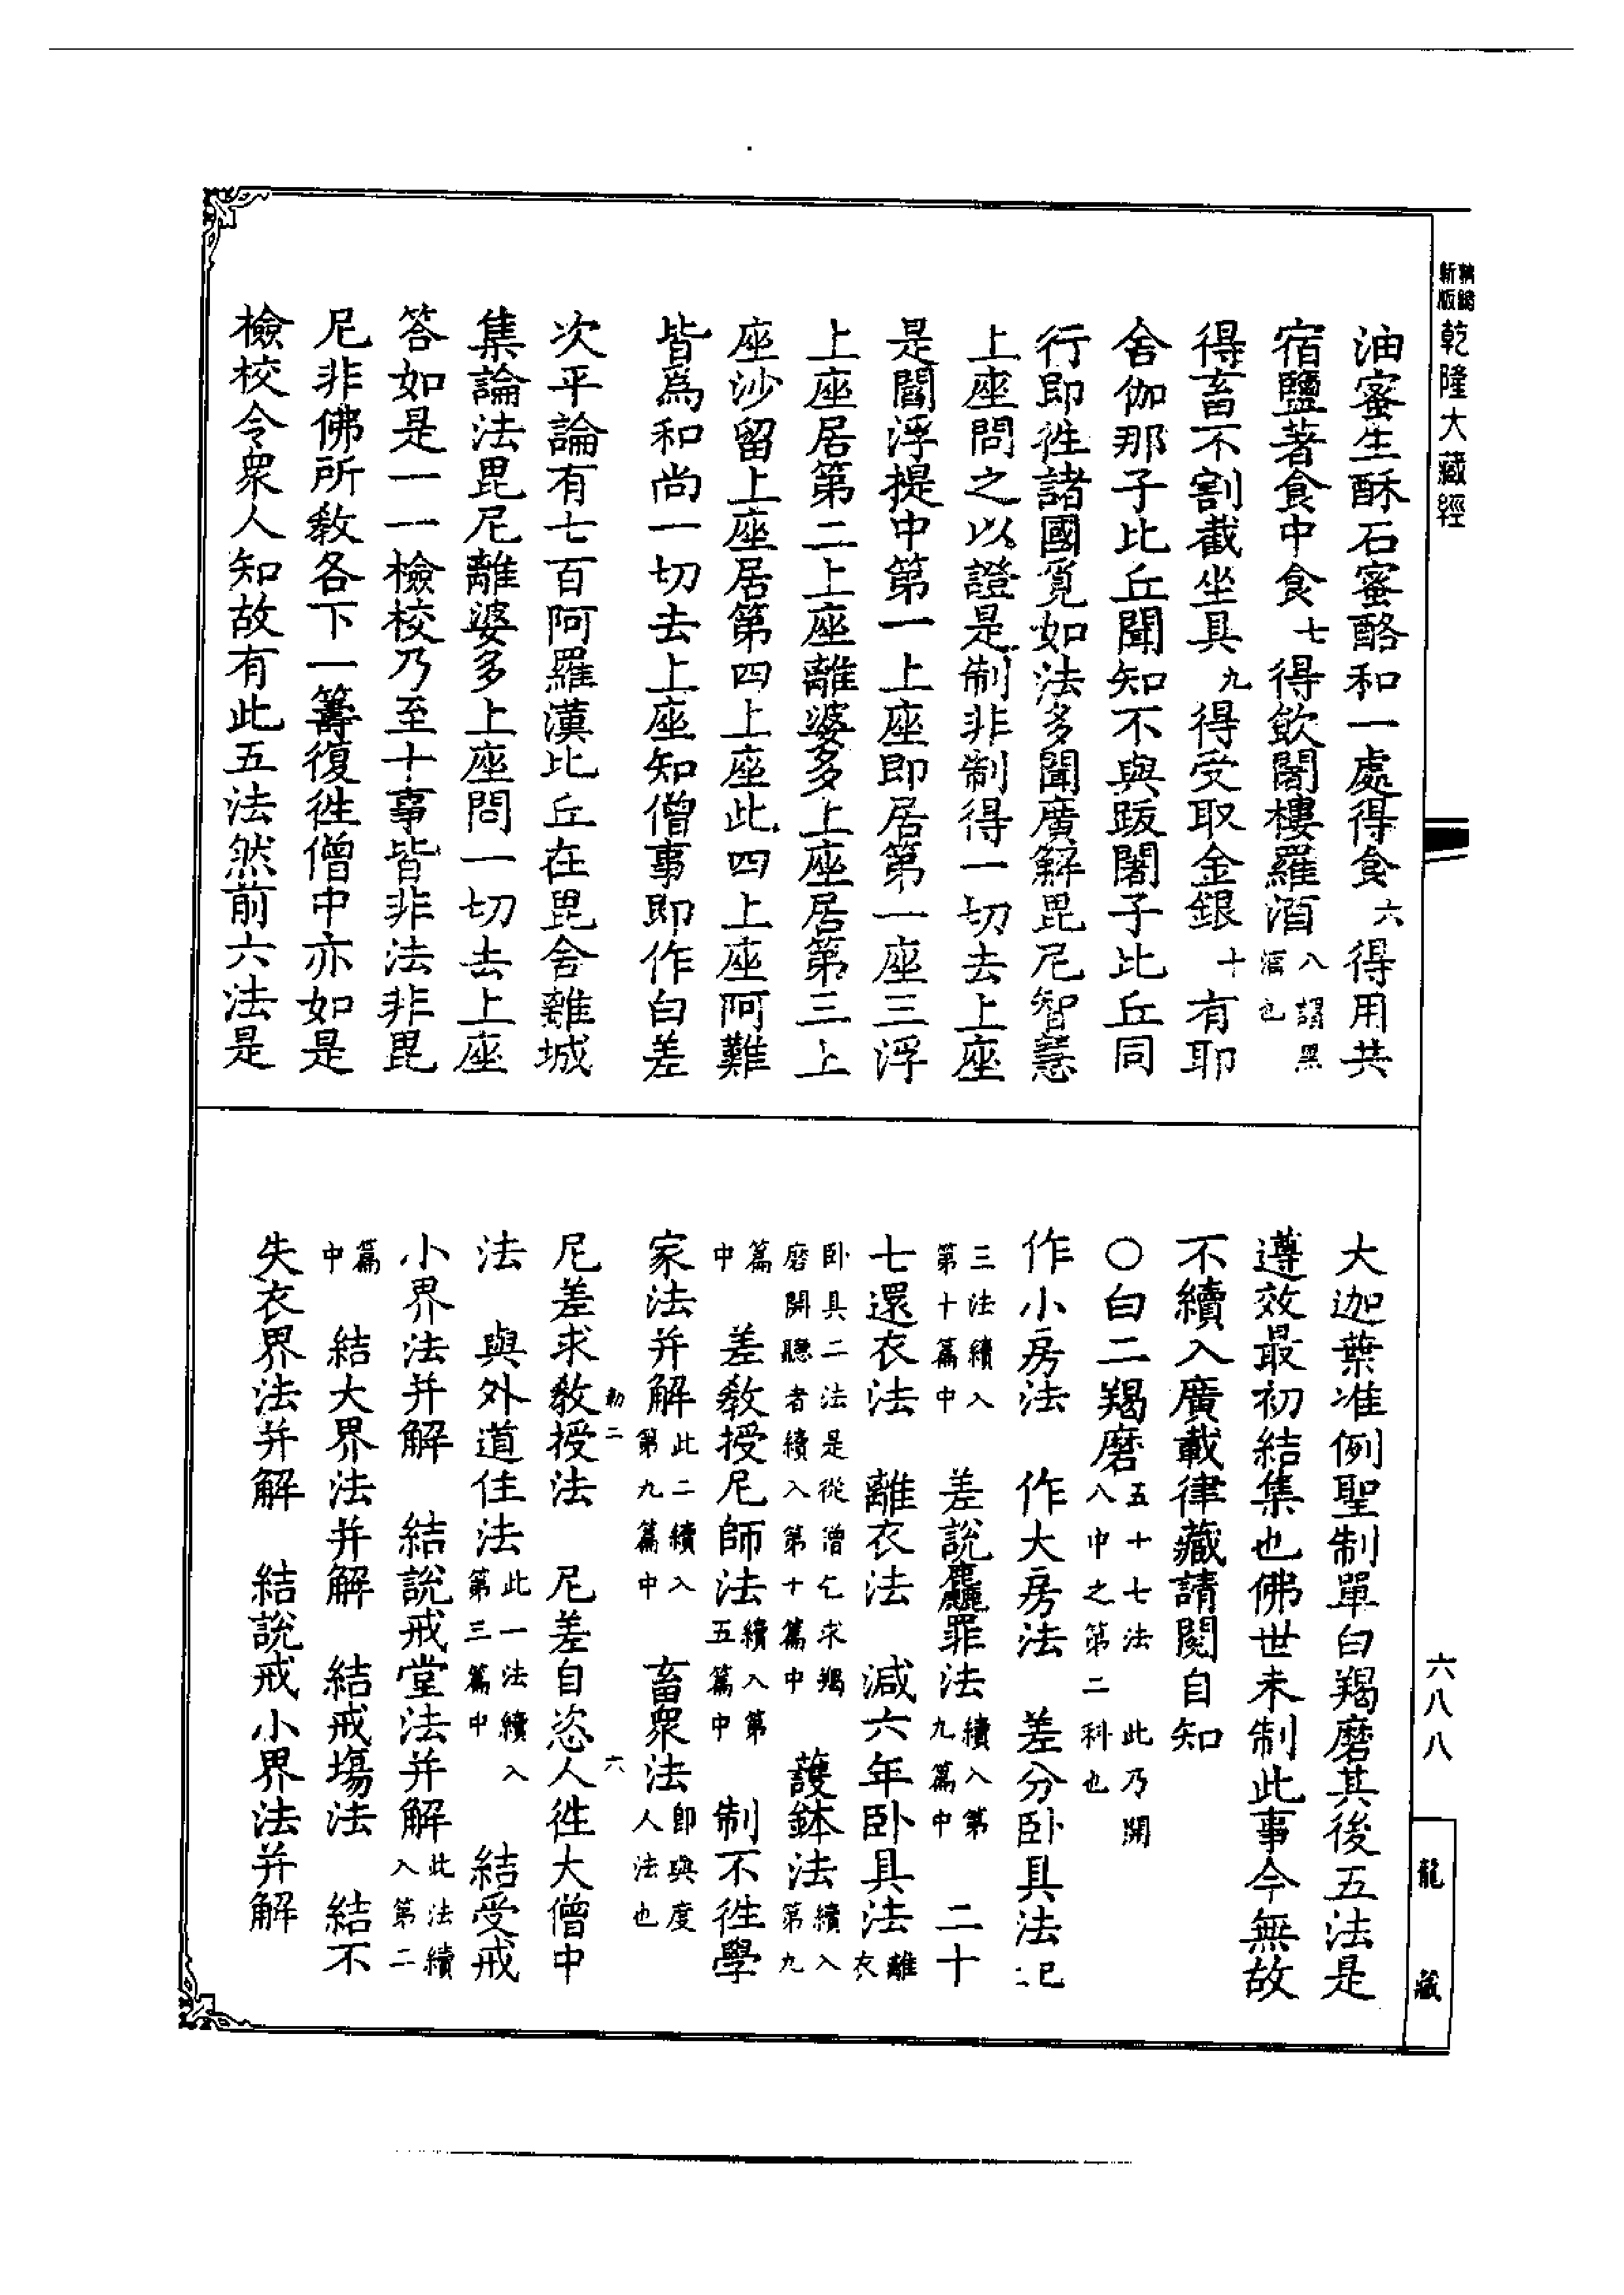 精鏽新版乾隆大藏經
油蜜生酥石蜜酪和一處得食六得用共
宿鹽著食中食七得飲闍樓羅酒八謂黑濡也
得畜不割截坐具九得受取金銀十有耶
舍伽那子比丘聞知不與跋闍子比丘同
行即徃諸國覓如法多聞廣解毘尼智慧
上座問之以證是制非制得一切去上座
是閻浮提中第一上座即居第一座三浮
上座居第二上座離婆多上座居第三上
座沙留上座居第四上座此四上座阿難
皆爲和尚一切去上座知僧事即作白差
次平論有七百阿羅漢比丘在毘舍離城
集論法毘尼離婆多上座問一切去上座
答如是一一檢校乃至十事皆非法非毘
尼非佛所敎各下一籌復徃僧中亦如是
檢校令衆人知故有此五法然前六法是
大迦葉准例聖制單白羯磨其後五法是
遵效最初結集也佛世未制此事今無故
不續入廣載律藏請閱自知
○白二羯磨五十七法此乃開八中之第二科也
作小房法　作大房法　差分卧具法已上
三法續入第十篇中　差說麤罪法續入第九篇中　二十
七還衣法　離衣法　減六年卧具法離衣
卧具二法是從僧乞求羯磨開聽者續入第十篇中　護鉢法續入第九
篇中　差敎授尼師法續入第五篇中　制不徃學
家法并解此二續入第九篇中　畜衆法即與度人法也
尼差求敎授法　尼差自恣人徃大僧中
法　與外道住法此一法續入第三篇中　結受戒
小界法并解　結說戒堂法并解此法續入第二
篇中　結大界法并解　結戒場法　結不
失衣界法并解　結說戒小界法并解
勒二　六
六八八
龍藏